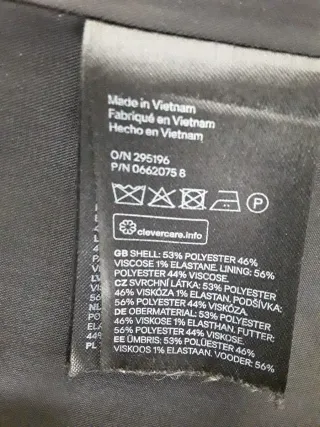 Made in Vietnam
Fabriqué en Vietnam
Hecho en Vietnam
O/N 295196
P/N 0662075 8
P
clevercare.info
GB SHELL: 53% POLYESTER 46%
VISCOSE 1% ELASTANE. LINING: 56%
POLYESTER 44% VISCOSE
CZ SVRCHNÍ LÁTKA: 53% POLYESTER
46% VISKÓZA 1% ELASTAN. PODŠÍVKA:
56% POLYESTER 44% VISKÓZA.
DE OBERMATERIAL: 53% POLYESTER
46% VISKOSE 1% ELASTHAN. FUTTER:
56% POLYESTER 44% VISKOSE.
EE ÜMBRIS: 53% POLÜESTER 46%
VISKOOS 1% ELASTAAN. VOODER: 56%
44%
PL